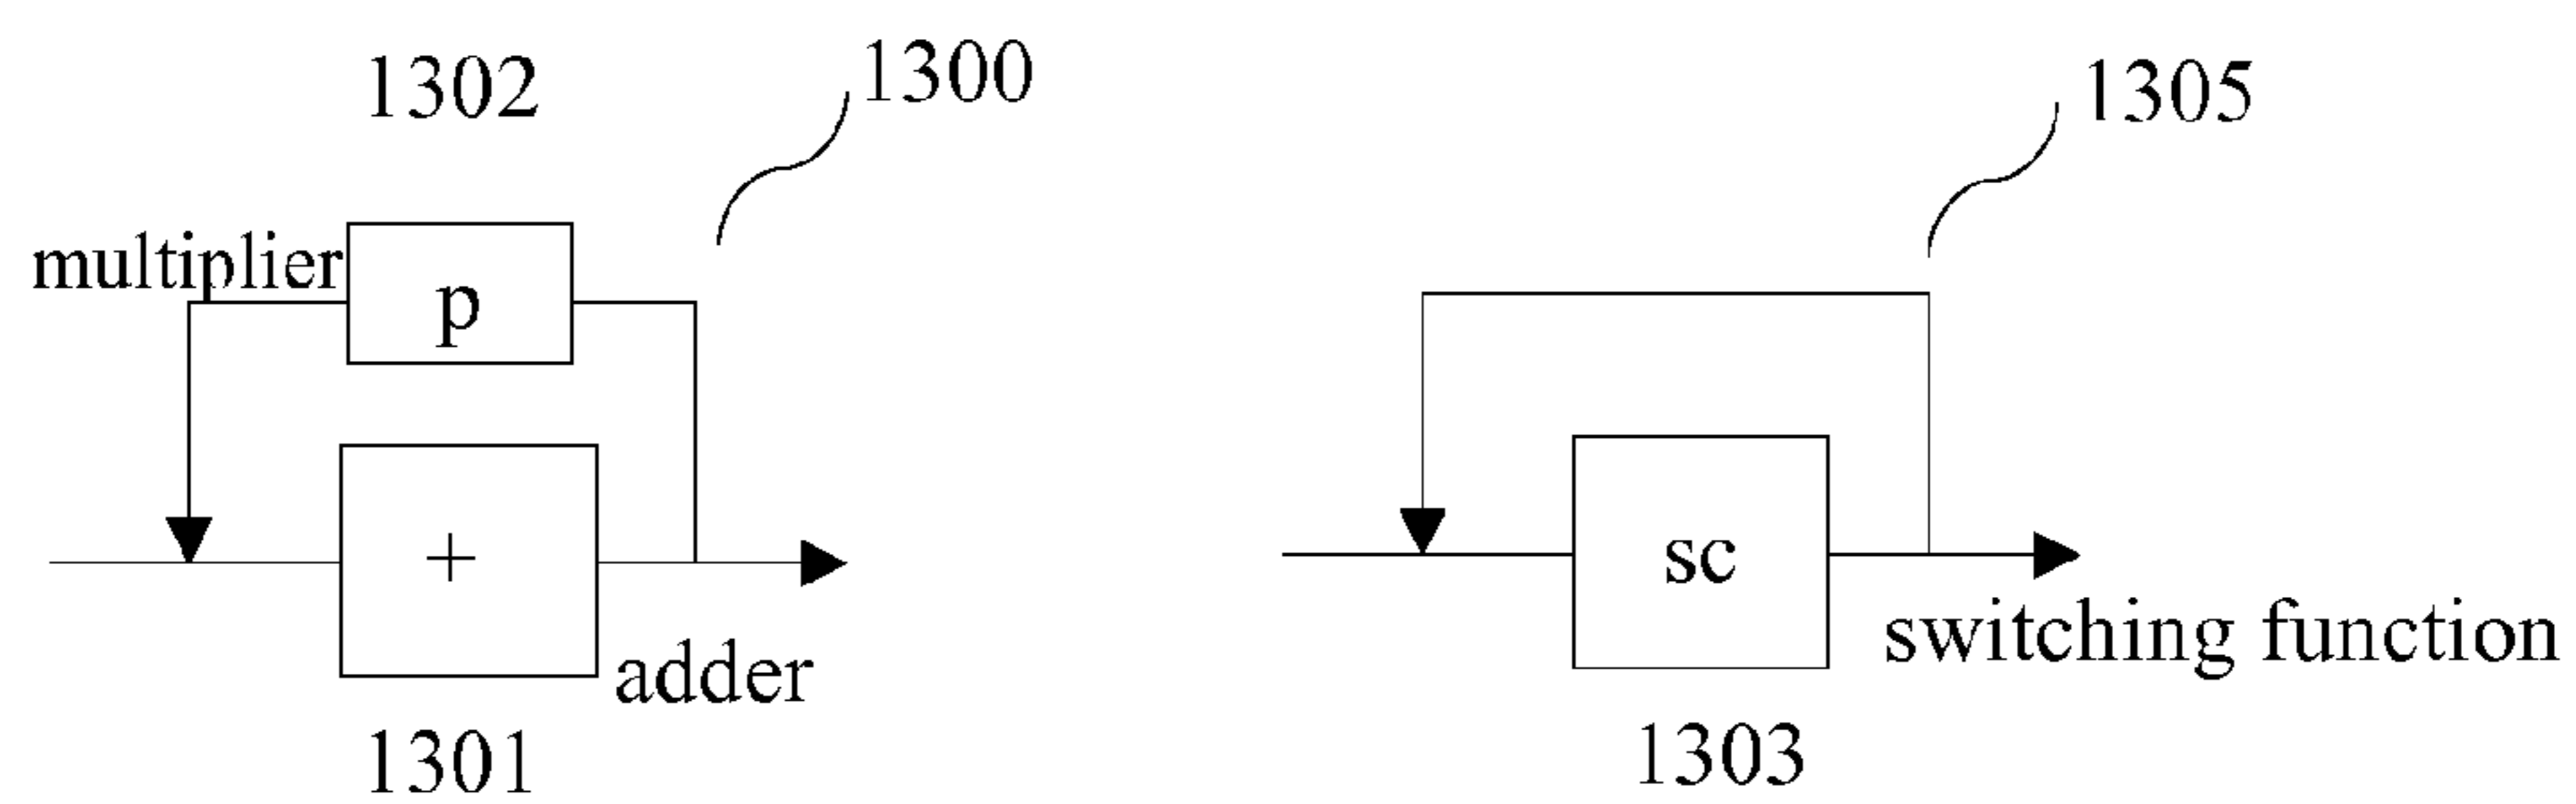 1302
1300
multiplier
p
+
adder
1301
1305
sc
switching function
1303